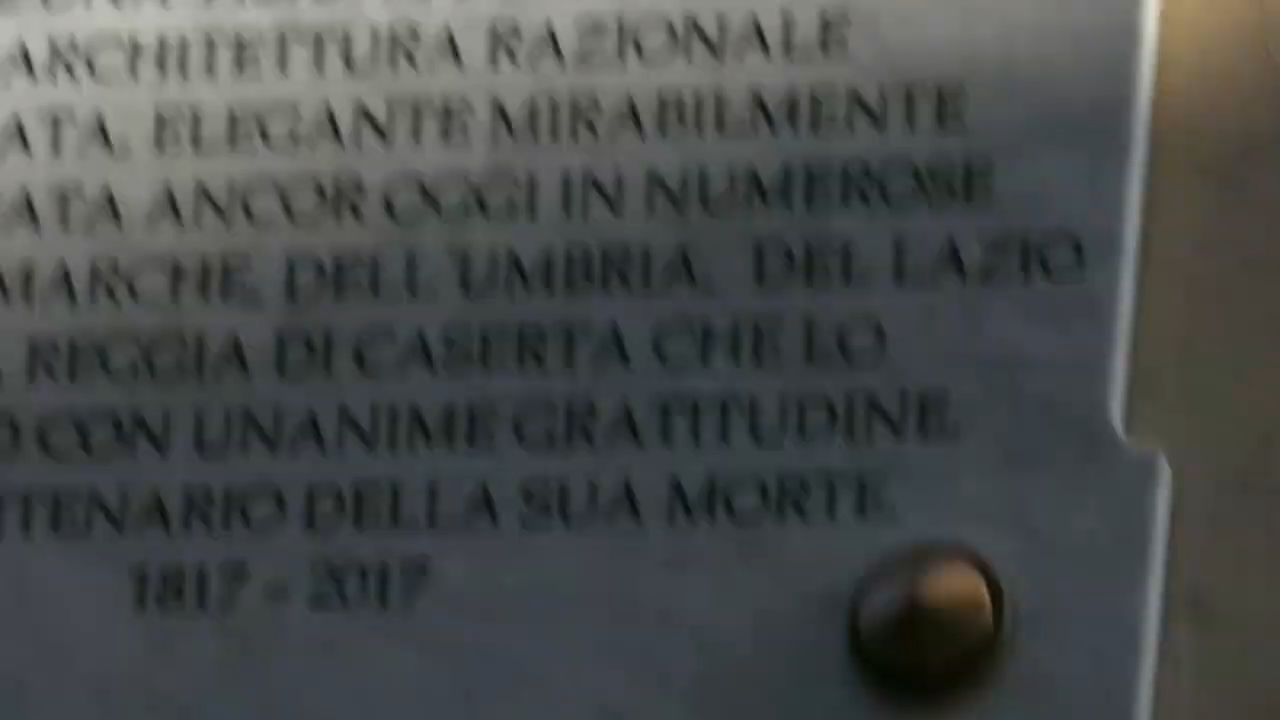 ARCHITETTURA RAZIONALE
ATA, ELEGANTE MIRABILMENTE
ATA ANCOR OGGI IN NUMEROSE
MARCHE, DELL'UMBRIA, DEL LAZIO
REGGIA DI CASERTA CHE LO
O CON UNANIME GRATITUDINE,
TENARIO DELLA SUA MORTE.
1817 - 2017